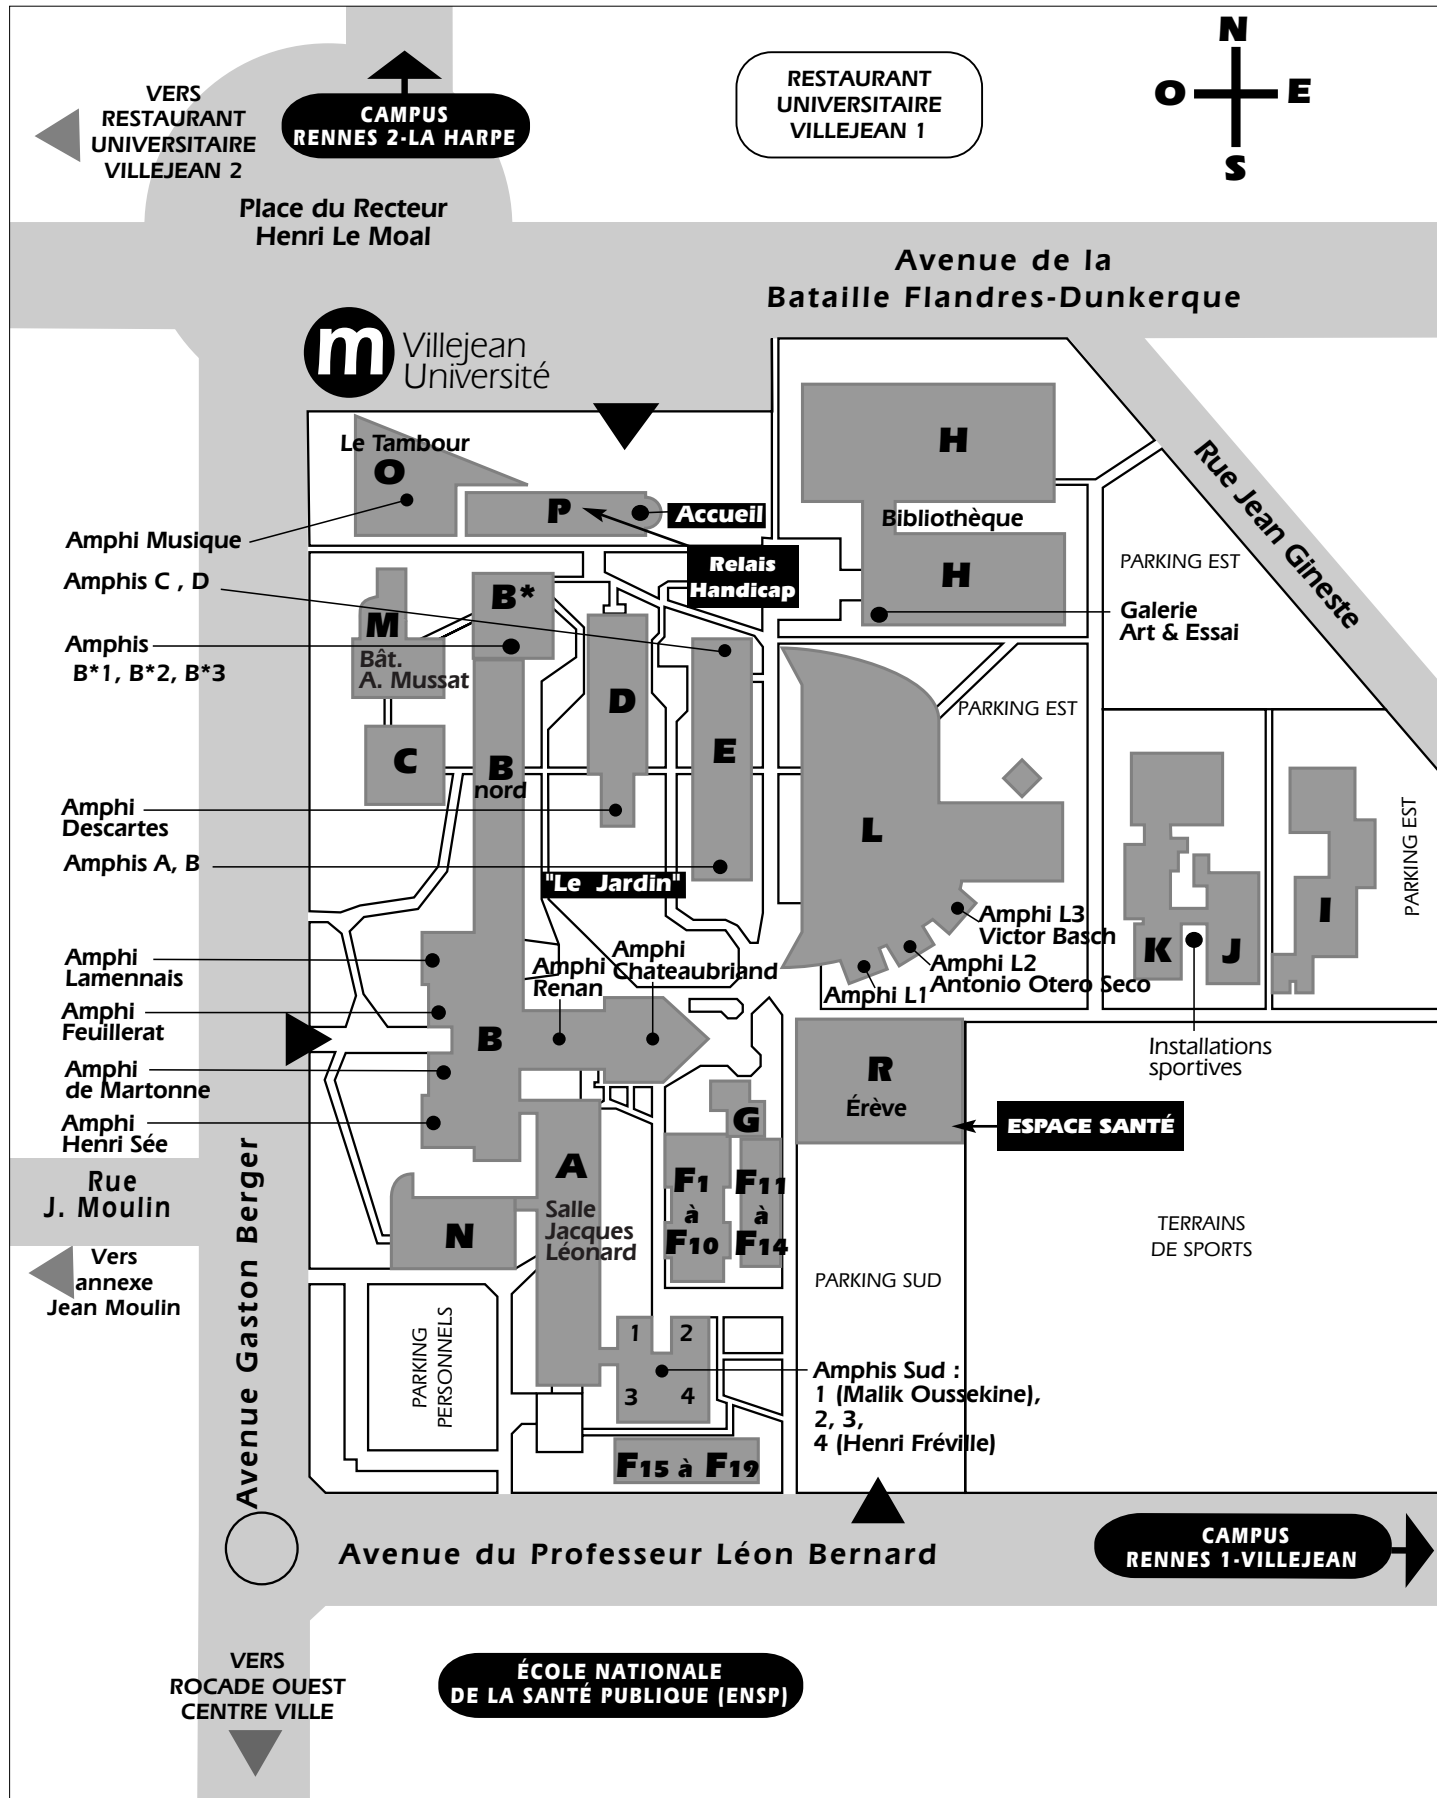 VERS
RESTAURANT
UNIVERSITAIRE
VILLEJEAN 2
CAMPUS
RENNES 2-LA HARPE
RESTAURANT
UNIVERSITAIRE
VILLEJEAN 1
N
O
E
S
Place du Recteur
Henri Le Moal
Avenue de la
Bataille Flandres-Dunkerque
m
Villejean
Université
Rue Jean Gineste
Le Tambour
O
P
Accueil
Relais
Handicap
H
Bibliothèque
H
PARKING EST
Galerie
Art & Essai
Amphi Musique
Amphis C , D
Amphis
B*1, B*2, B*3
M
Bât.
A. Mussat
B*
D
E
C
B
nord
PARKING EST
L
Amphi
Descartes
Amphis A, B
"Le Jardin"
PARKING EST
K
J
I
Amphi L3
Victor Basch
Amphi L2
Antonio Otero Seco
Amphi L1
Amphi
Lamennais
Amphi
Feuillerat
Amphi
de Martonne
Amphi
Henri Sée
Amphi
Renan
Amphi
Chateaubriand
B
R
Érève
Installations
sportives
ESPACE SANTÉ
G
A
Salle
Jacques
Léonard
F1
à
F10
F11
à
F14
N
Rue
J. Moulin
Vers
annexe
Jean Moulin
Avenue Gaston Berger
PARKING
PERSONNELS
PARKING SUD
TERRAINS
DE SPORTS
1
2
3
4
Amphis Sud :
1 (Malik Oussekine),
2, 3,
4 (Henri Fréville)
F15 à F19
Avenue du Professeur Léon Bernard
CAMPUS
RENNES 1-VILLEJEAN
VERS
ROCADE OUEST
CENTRE VILLE
ÉCOLE NATIONALE
DE LA SANTÉ PUBLIQUE (ENSP)